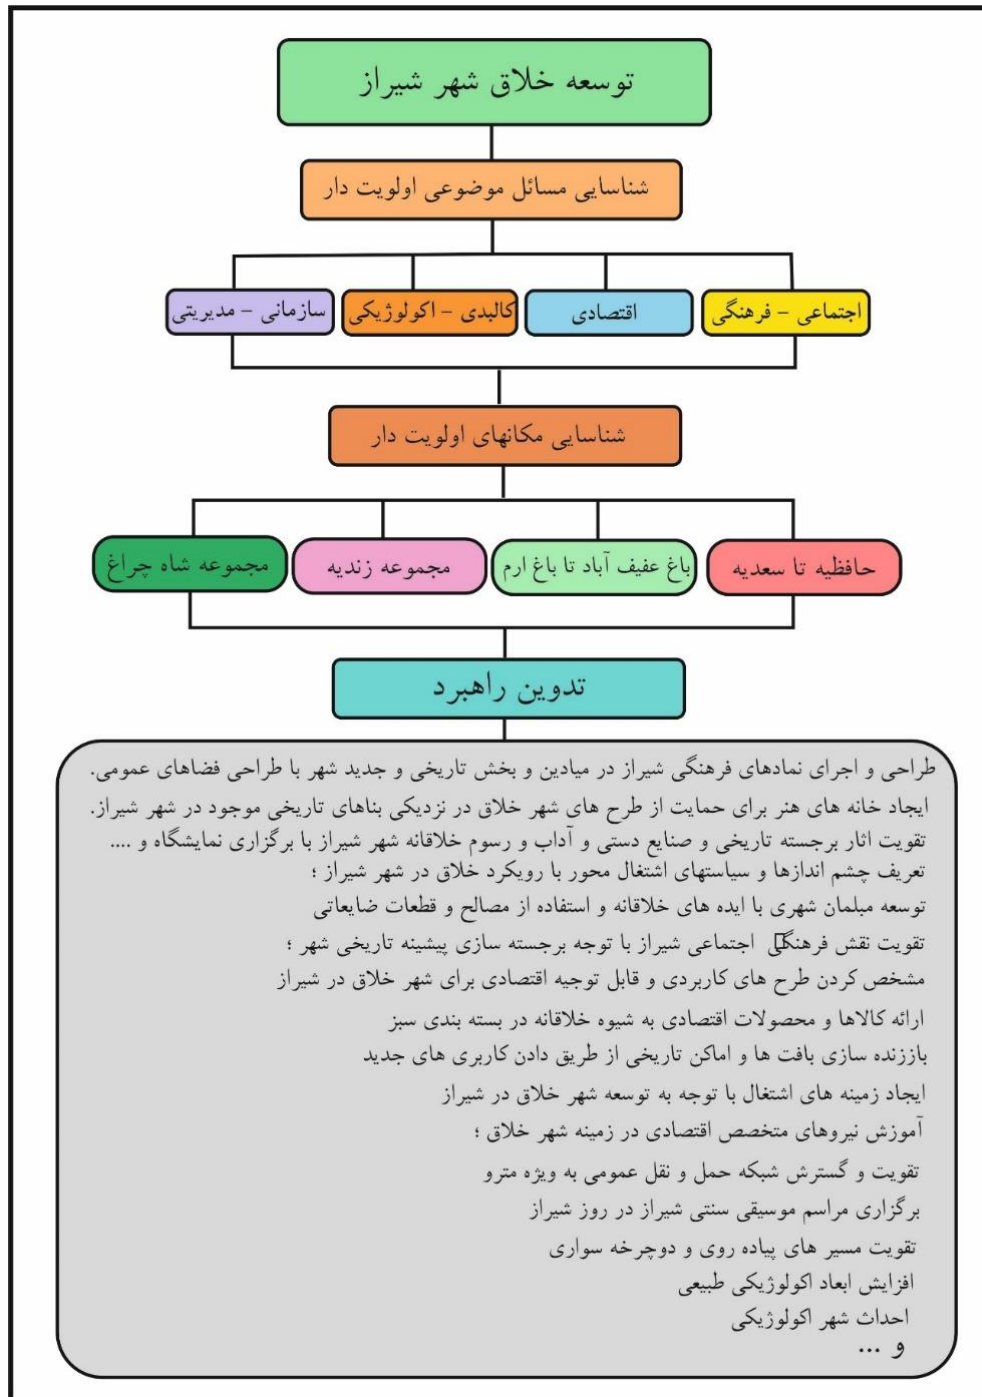 توسعه خلاق شهر شیراز
شناسایی مسائل موضوعی اولویت دار
اجتماعی - فرهنگی
اقتصادی
کالبدی - اکولوژیکی
سازمانی - مدیریتی
شناسایی مکانهای اولویت دار
حافظیه تا سعدیه
باغ عفیف آباد تا باغ ارم
مجموعه زندیه
مجموعه شاه چراغ
تدوین راهبرد
طراحی و اجرای نمادهای فرهنگی شیراز در میادین و بخش تاریخی و جدید شهر با طراحی فضاهای عمومی.
ایجاد خانه های هنر برای حمایت از طرح های شهر خلاق در نزدیکی بناهای تاریخی موجود در شهر شیراز.
تقویت اثار برجسته تاریخی و صنایع دستی و آداب و رسوم خلاقانه شهر شیراز با برگزاری نمایشگاه و ....
تعریف چشم اندازها و سیاستهای اشتغال محور با رویکرد خلاق در شهر شیراز ؛
توسعه مبلمان شهری با ایده های خلاقانه و استفاده از مصالح و قطعات ضایعاتی
تقویت نقش فرهنگی اجتماعی شیراز با توجه برجسته سازی پیشینه تاریخی شهر ؛
مشخص کردن طرح های کاربردی و قابل توجیه اقتصادی برای شهر خلاق در شیراز
ارائه کالاها و محصولات اقتصادی به شیوه خلاقانه در بسته بندی سبز
باززنده سازی بافت ها و اماکن تاریخی از طریق دادن کاربری های جدید
ایجاد زمینه های اشتغال با توجه به توسعه شهر خلاق در شیراز
آموزش نیروهای متخصص اقتصادی در زمینه شهر خلاق ؛
تقویت و گسترش شبکه حمل و نقل عمومی به ویژه مترو
برگزاری مراسم موسیقی سنتی شیراز در روز شیراز
تقویت مسیر های پیاده روی و دوچرخه سواری
افزایش ابعاد اکولوژیکی طبیعی
احداث شهر اکولوژیکی
و ...